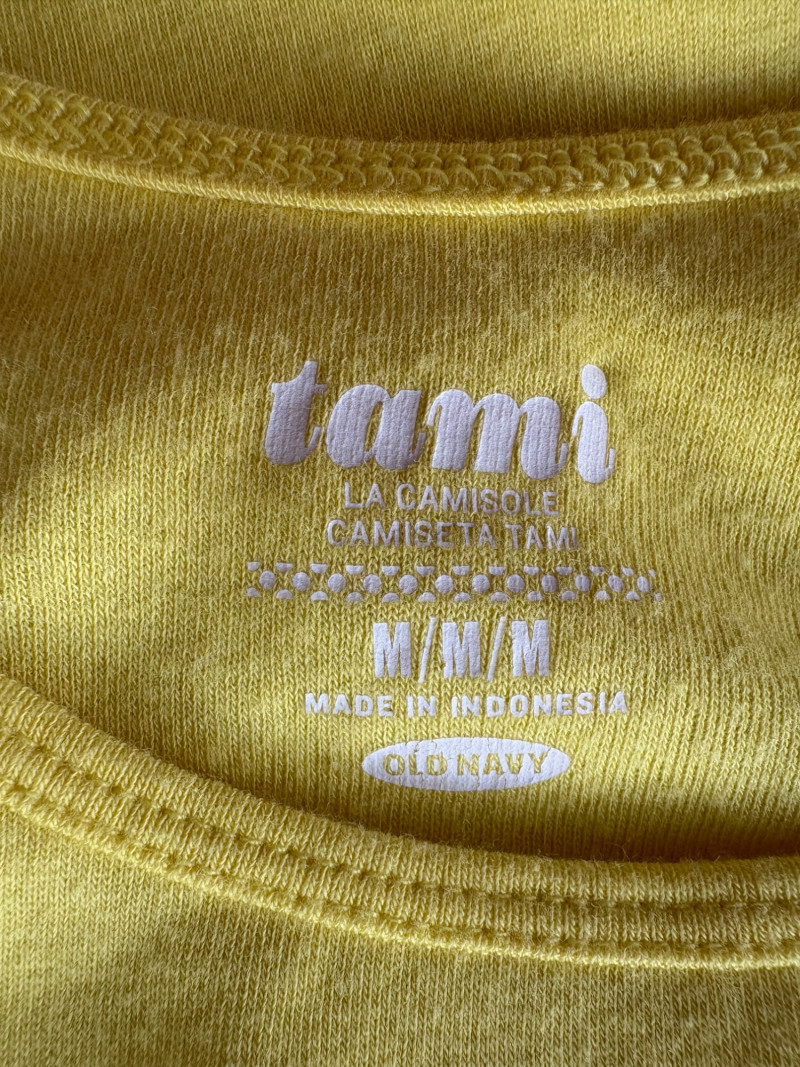 tami
LA CAMISOLE
CAMISETA TAMI
M/M/M
MADE IN INDONESIA
OLD NAVY